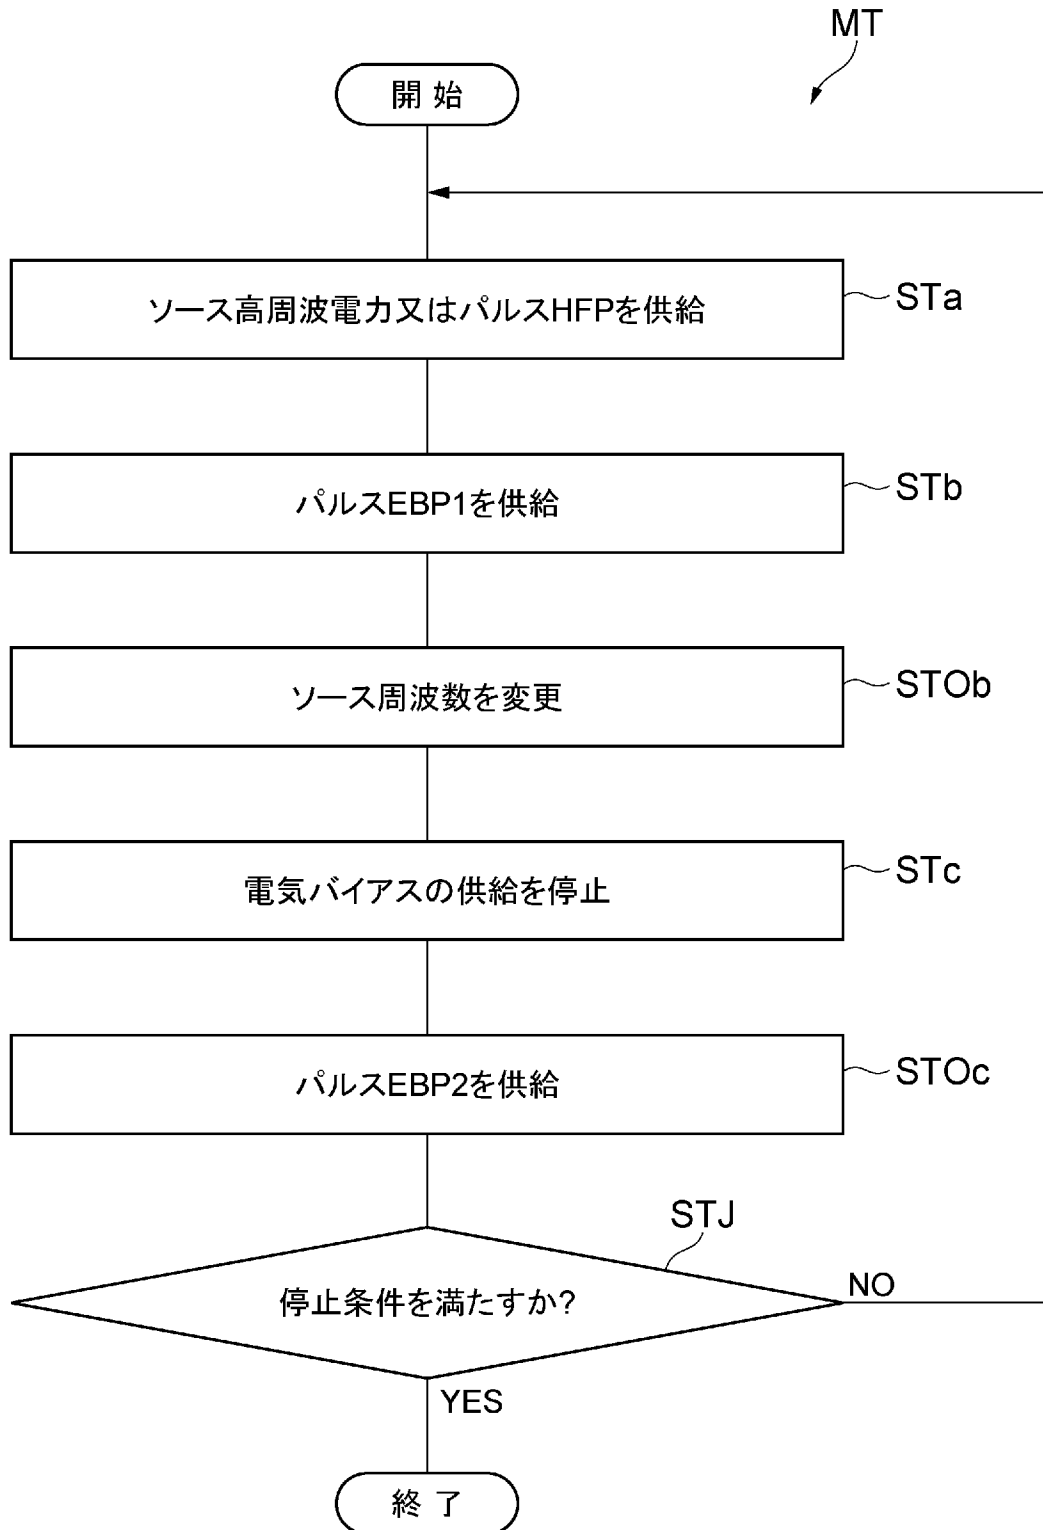 MT
開始
ソース高周波電力又はパルスHFPを供給
STa
パルスEBP1を供給
STb
ソース周波数を変更
STOb
電気バイアスの供給を停止
STc
パルスEBP2を供給
STOc
STJ
停止条件を満たすか?
NO
YES
終了